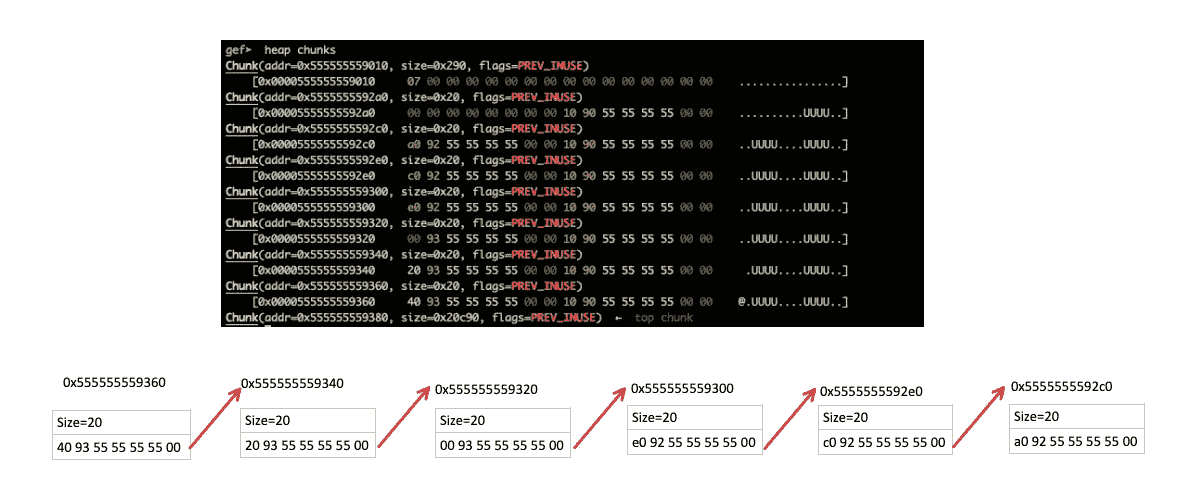 gef➤  heap chunks
Chunk(addr=0x555555559010, size=0x290, flags=PREV_INUSE)
[0x0000555555559010     07 00 00 00 00 00 00 00 00 00 00 00 00 00 00 00    ................]
Chunk(addr=0x5555555592a0, size=0x20, flags=PREV_INUSE)
[0x00005555555592a0     00 00 00 00 00 00 00 00 10 90 55 55 55 55 00 00    ..........UUUU..]
Chunk(addr=0x5555555592c0, size=0x20, flags=PREV_INUSE)
[0x00005555555592c0     a0 92 55 55 55 55 00 00 10 90 55 55 55 55 00 00    ..UUUU....UUUU..]
Chunk(addr=0x5555555592e0, size=0x20, flags=PREV_INUSE)
[0x00005555555592e0     c0 92 55 55 55 55 00 00 10 90 55 55 55 55 00 00    ..UUUU....UUUU..]
Chunk(addr=0x555555559300, size=0x20, flags=PREV_INUSE)
[0x0000555555559300     e0 92 55 55 55 55 00 00 10 90 55 55 55 55 00 00    ..UUUU....UUUU..]
Chunk(addr=0x555555559320, size=0x20, flags=PREV_INUSE)
[0x0000555555559320     00 93 55 55 55 55 00 00 10 90 55 55 55 55 00 00    ..UUUU....UUUU..]
Chunk(addr=0x555555559340, size=0x20, flags=PREV_INUSE)
[0x0000555555559340     20 93 55 55 55 55 00 00 10 90 55 55 55 55 00 00     .UUUU....UUUU..]
Chunk(addr=0x555555559360, size=0x20, flags=PREV_INUSE)
[0x0000555555559360     40 93 55 55 55 55 00 00 10 90 55 55 55 55 00 00    @.UUUU....UUUU..]
Chunk(addr=0x555555559380, size=0x20c90, flags=PREV_INUSE)  ←  top chunk
0x555555559360
Size=20
40 93 55 55 55 55 00
0x555555559340
Size=20
20 93 55 55 55 55 00
0x555555559320
Size=20
00 93 55 55 55 55 00
0x555555559300
Size=20
e0 92 55 55 55 55 00
0x5555555592e0
Size=20
c0 92 55 55 55 55 00
0x5555555592c0
Size=20
a0 92 55 55 55 55 00